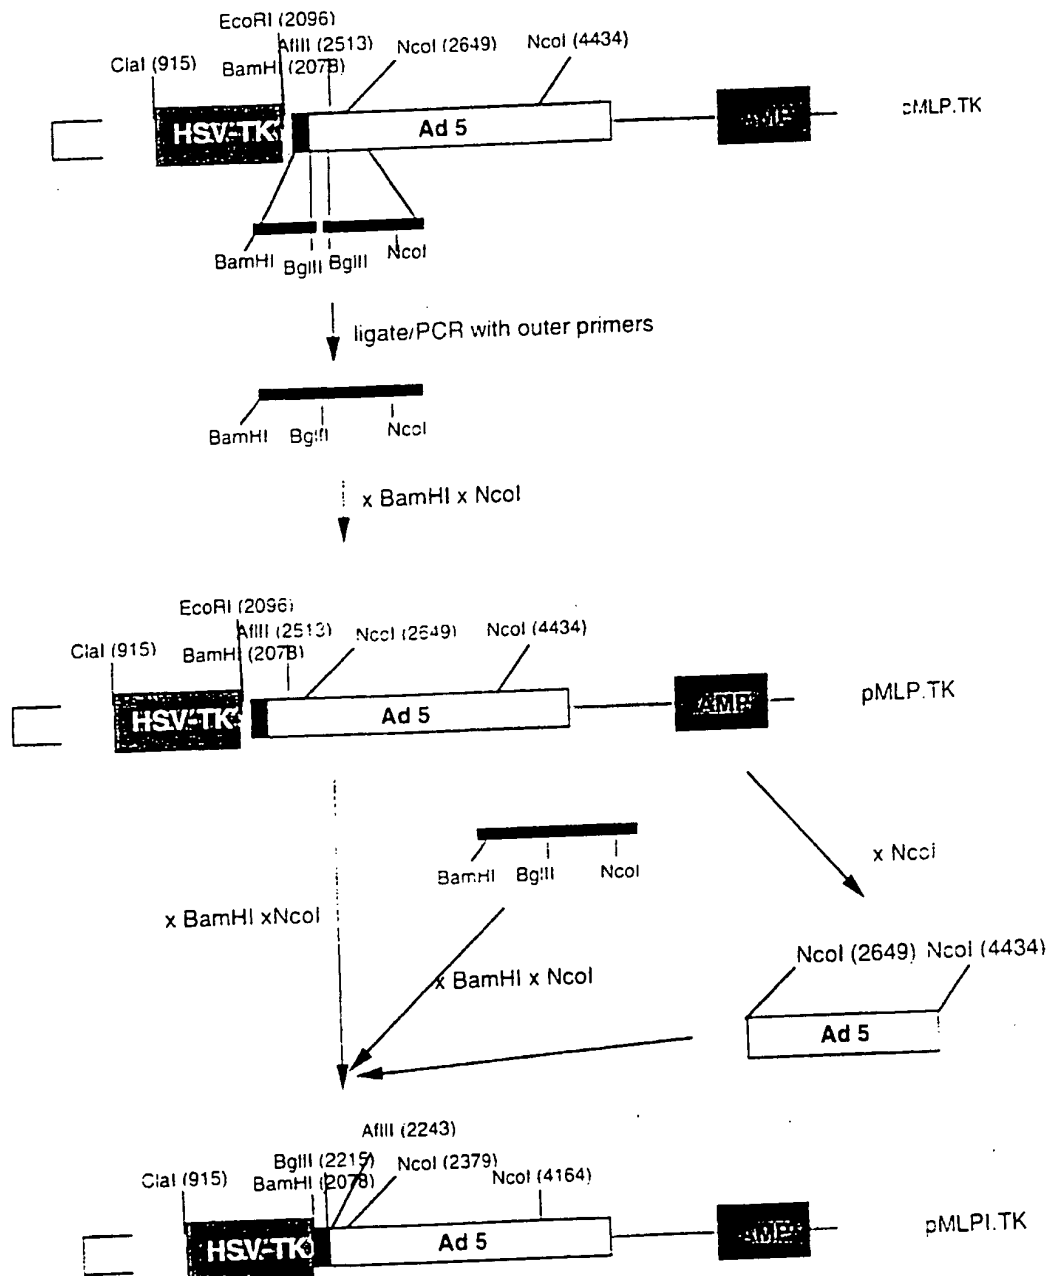 EcoRI (2096)
AflIII (2513) NcoI (2649) NcoI (4434)
ClaI (915) BamHI (2078)
HSV-TK Ad 5 AMP pMLP.TK
BamHI BglII BglII NcoI
ligate/PCR with outer primers
BamHI BglII NcoI
x BamHI x NcoI
EcoRI (2096)
AflIII (2513) NcoI (2649) NcoI (4434)
ClaI (915) BamHI (2078)
HSV-TK Ad 5 AMP pMLP.TK
BamHI BglII NcoI
x NcoI
x BamHI xNcoI
x BamHI x NcoI
NcoI (2649) NcoI (4434)
Ad 5
AflIII (2243)
BglII (2215) NcoI (2379) NcoI (4164)
ClaI (915) BamHI (2078)
HSV-TK Ad 5 AMP pMLPI.TK